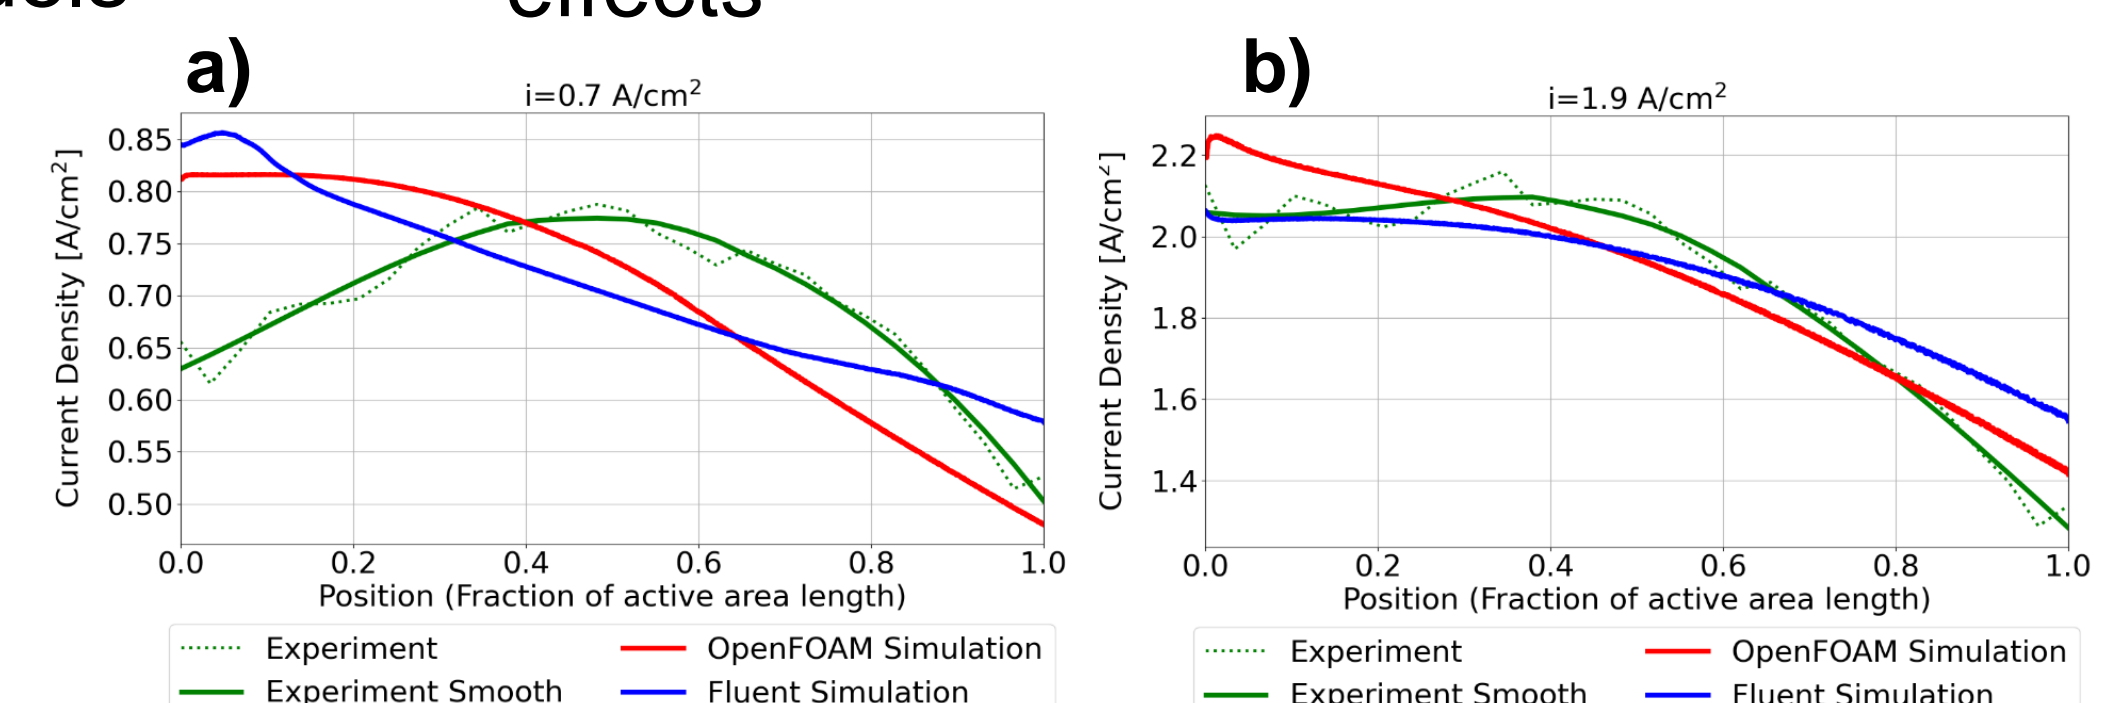 effects
a)
i=0.7 A/cm²
Current Density [A/cm²]
0.85
0.80
0.75
0.70
0.65
0.60
0.55
0.50
0.0 0.2 0.4 0.6 0.8 1.0
Position (Fraction of active area length)
Experiment
OpenFOAM Simulation
Experiment Smooth
Fluent Simulation
b)
i=1.9 A/cm²
Current Density [A/cm²]
2.2
2.0
1.8
1.6
1.4
0.0 0.2 0.4 0.6 0.8 1.0
Position (Fraction of active area length)
Experiment
OpenFOAM Simulation
Experiment Smooth
Fluent Simulation